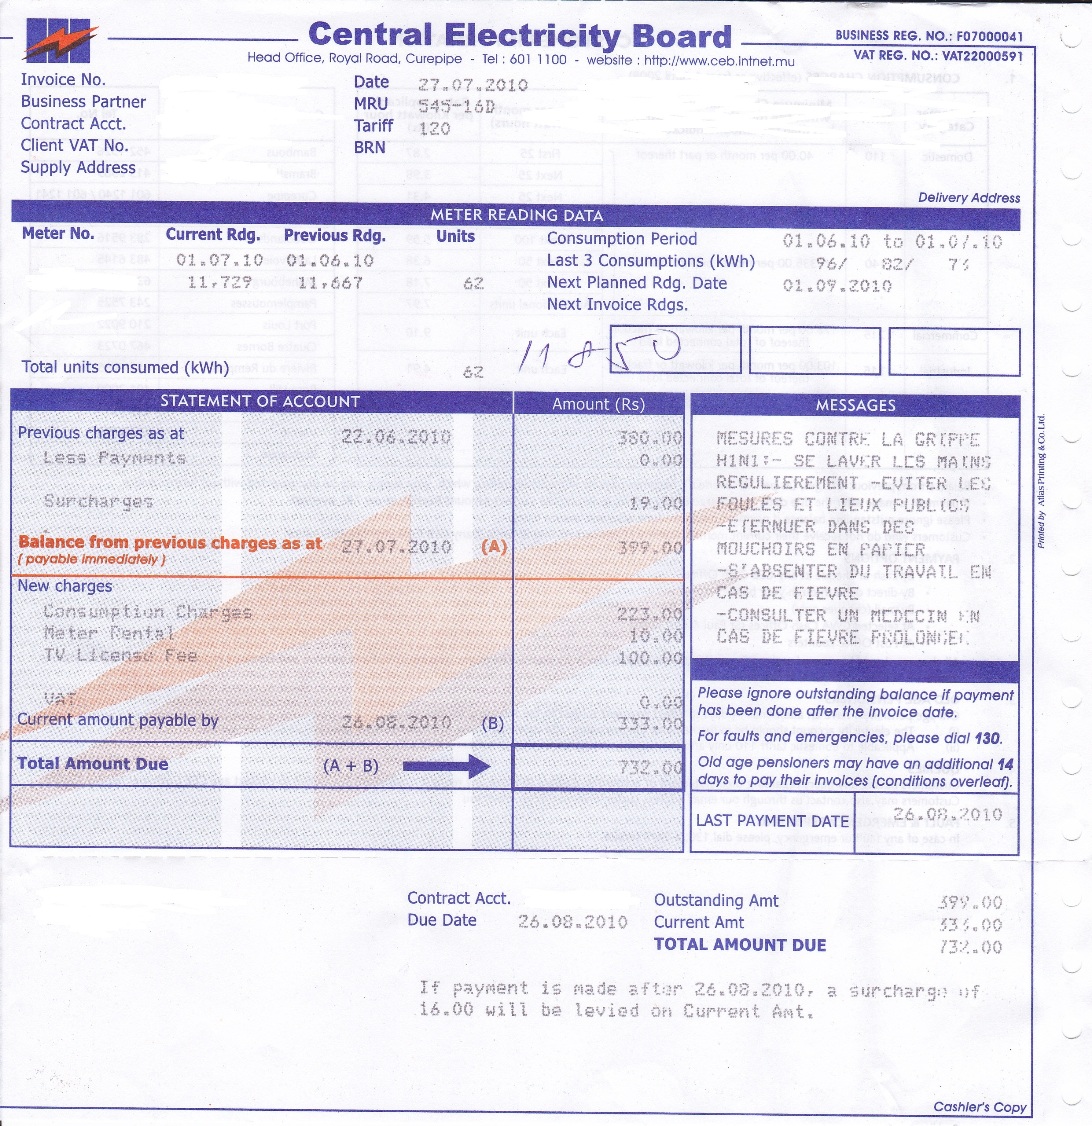 Central Electricity Board
Head Office, Royal Road, Curepipe - Tel : 601 1100 - website : http://www.ceb.intnet.mu
BUSINESS REG. NO.: F07000041
VAT REG. NO.: VAT22000591
Invoice No.
Business Partner
Contract Acct.
Client VAT No.
Supply Address
Date 27.07.2010
MRU 545-16D
Tariff 120
BRN
Delivery Address
METER READING DATA
Meter No. Current Rdg. Previous Rdg. Units
01.07.10 01.06.10
11,729 11,667 62
Consumption Period 01.06.10 to 01.07.10
Last 3 Consumptions (kWh) 96/ 82/
Next Planned Rdg. Date 01.09.2010
Next Invoice Rdgs.
11850
Total units consumed (kWh) 62
STATEMENT OF ACCOUNT Amount (Rs)
Previous charges as at 22.06.2010 380.00
Less Payments 0.00
Surcharges 19.00
Balance from previous charges as at 27.07.2010 (A) 399.00
( payable immediately )
New charges
Consumption Charges 223.00
Meter Rental 10.00
TV License Fee 100.00
VAT 0.00
Current amount payable by 26.08.2010 (B) 333.00
Total Amount Due (A + B) 732.00
MESSAGES
MESURES CONTRE LA GRIPPE
H1N1:- SE LAVER LES MAINS
REGULIEREMENT -EVITER LES
FOULES ET LIEUX PUBLICS
-ETERNUER DANS DES
MOUCHOIRS EN PAPIER
-S'ABSENTER DU TRAVAIL EN
CAS DE FIEVRE
-CONSULTER UN MEDECIN EN
CAS DE FIEVRE PROLONGEE
Please ignore outstanding balance if payment
has been done after the invoice date.
For faults and emergencies, please dial 130.
Old age pensioners may have an additional 14
days to pay their invoices (conditions overleaf).
LAST PAYMENT DATE 26.08.2010
Printed by Atlas Printing & Co. Ltd.
Contract Acct.
Due Date 26.08.2010
Outstanding Amt 399.00
Current Amt 333.00
TOTAL AMOUNT DUE 732.00
If payment is made after 26.08.2010, a surcharge of
16.00 will be levied on Current Amt.
Cashier's Copy